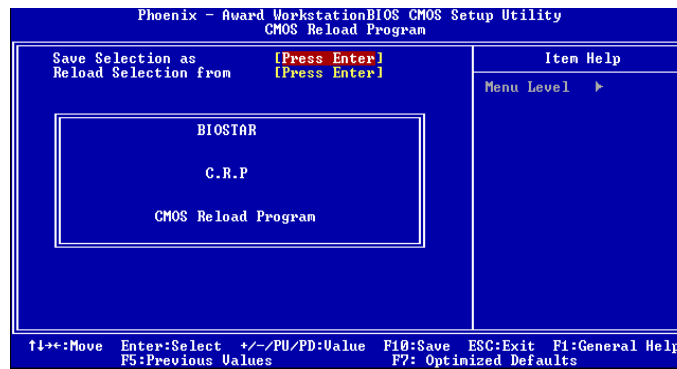 Phoenix - Award WorkstationBIOS CMOS Setup Utility
CMOS Reload Program
Save Selection as [Press Enter]
Reload Selection from [Press Enter]
Item Help
Menu Level ►
BIOSTAR
C.R.P
CMOS Reload Program
↑↓→←:Move Enter:Select +/-/PU/PD:Value F10:Save ESC:Exit F1:General Help
F5:Previous Values F7: Optimized Defaults